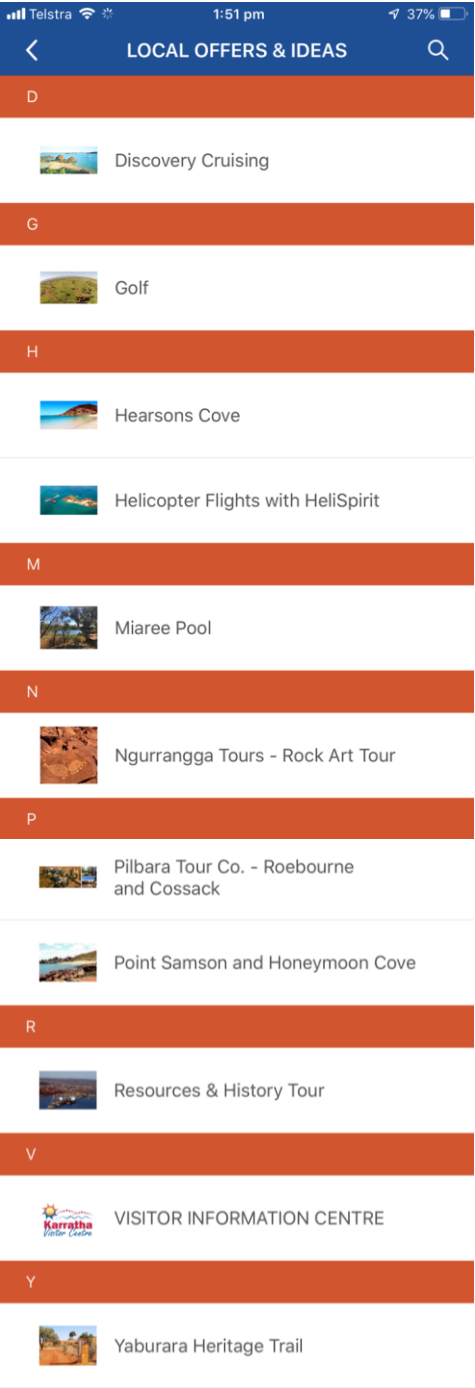 Telstra 1:51 pm 37%
LOCAL OFFERS & IDEAS
D
Discovery Cruising
G
Golf
H
Hearsons Cove
Helicopter Flights with HeliSpirit
M
Miaree Pool
N
Ngurrangga Tours - Rock Art Tour
P
Pilbara Tour Co. - Roebourne
and Cossack
Point Samson and Honeymoon Cove
R
Resources & History Tour
V
Karratha
Visitor Centre
VISITOR INFORMATION CENTRE
Y
Yaburara Heritage Trail